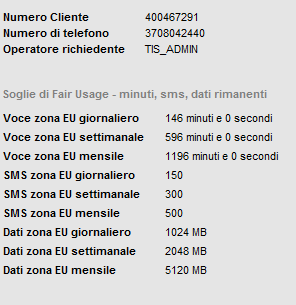 Numero Cliente 400467291
Numero di telefono 3708042440
Operatore richiedente TIS_ADMIN
Soglie di Fair Usage - minuti, sms, dati rimanenti
Voce zona EU giornaliero 146 minuti e 0 secondi
Voce zona EU settimanale 596 minuti e 0 secondi
Voce zona EU mensile 1196 minuti e 0 secondi
SMS zona EU giornaliero 150
SMS zona EU settimanale 300
SMS zona EU mensile 500
Dati zona EU giornaliero 1024 MB
Dati zona EU settimanale 2048 MB
Dati zona EU mensile 5120 MB